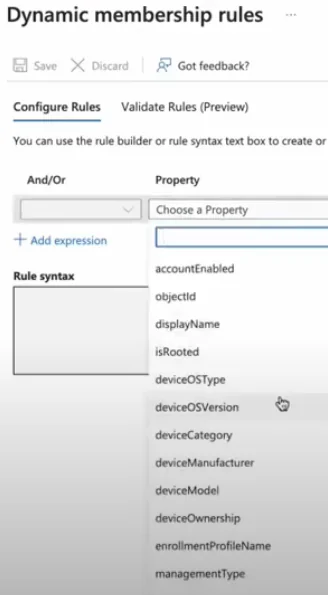 Dynamic membership rules ...
Save Discard Got feedback?
Configure Rules Validate Rules (Preview)
You can use the rule builder or rule syntax text box to create or
And/Or Property
Choose a Property
+ Add expression
accountEnabled
Rule syntax
objectId
displayName
isRooted
deviceOSType
deviceOSVersion
deviceCategory
deviceManufacturer
deviceModel
deviceOwnership
enrollmentProfileName
managementType